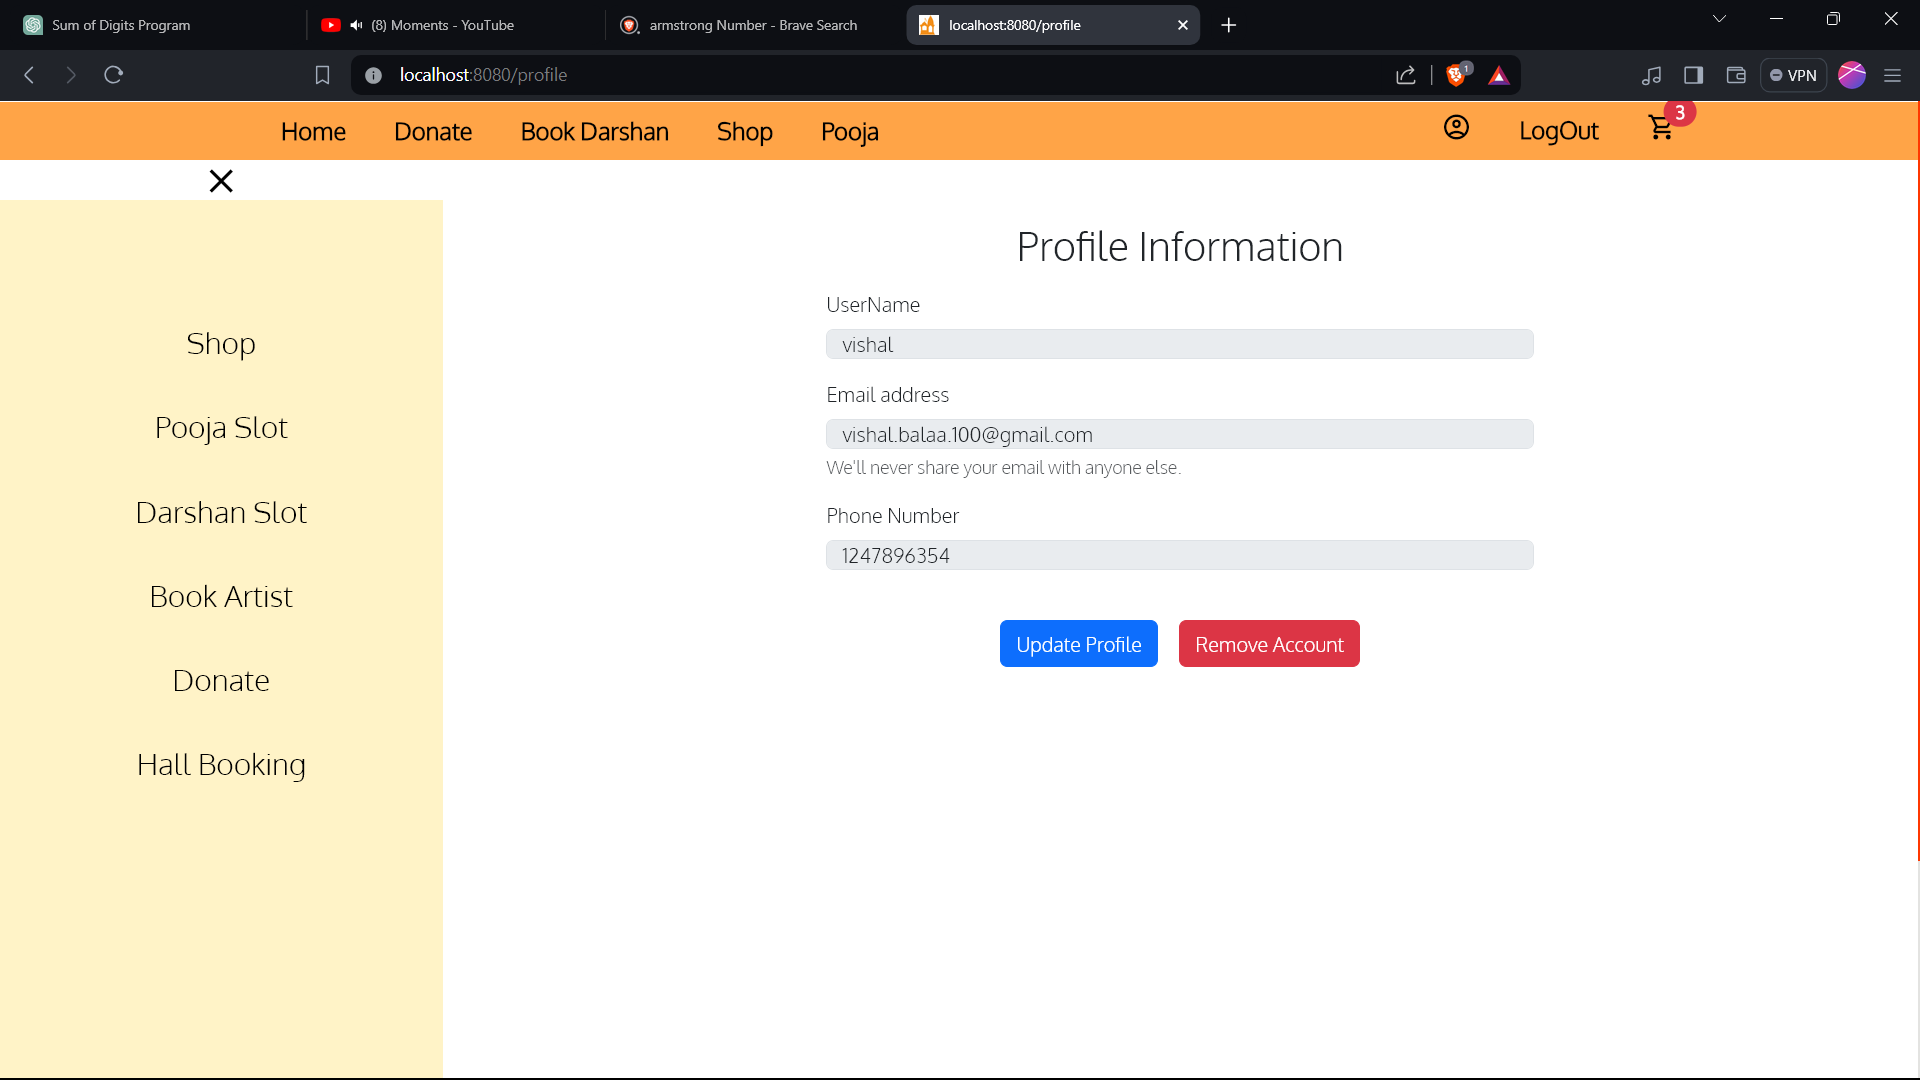 Sum of Digits Program
(8) Moments - YouTube
armstrong Number - Brave Search
localhost:8080/profile
localhost:8080/profile
1
VPN
Home Donate Book Darshan Shop Pooja LogOut 3
Profile Information
UserName
vishal
Email address
vishal.balaa.100@gmail.com
We'll never share your email with anyone else.
Phone Number
1247896354
Update Profile Remove Account
Shop
Pooja Slot
Darshan Slot
Book Artist
Donate
Hall Booking